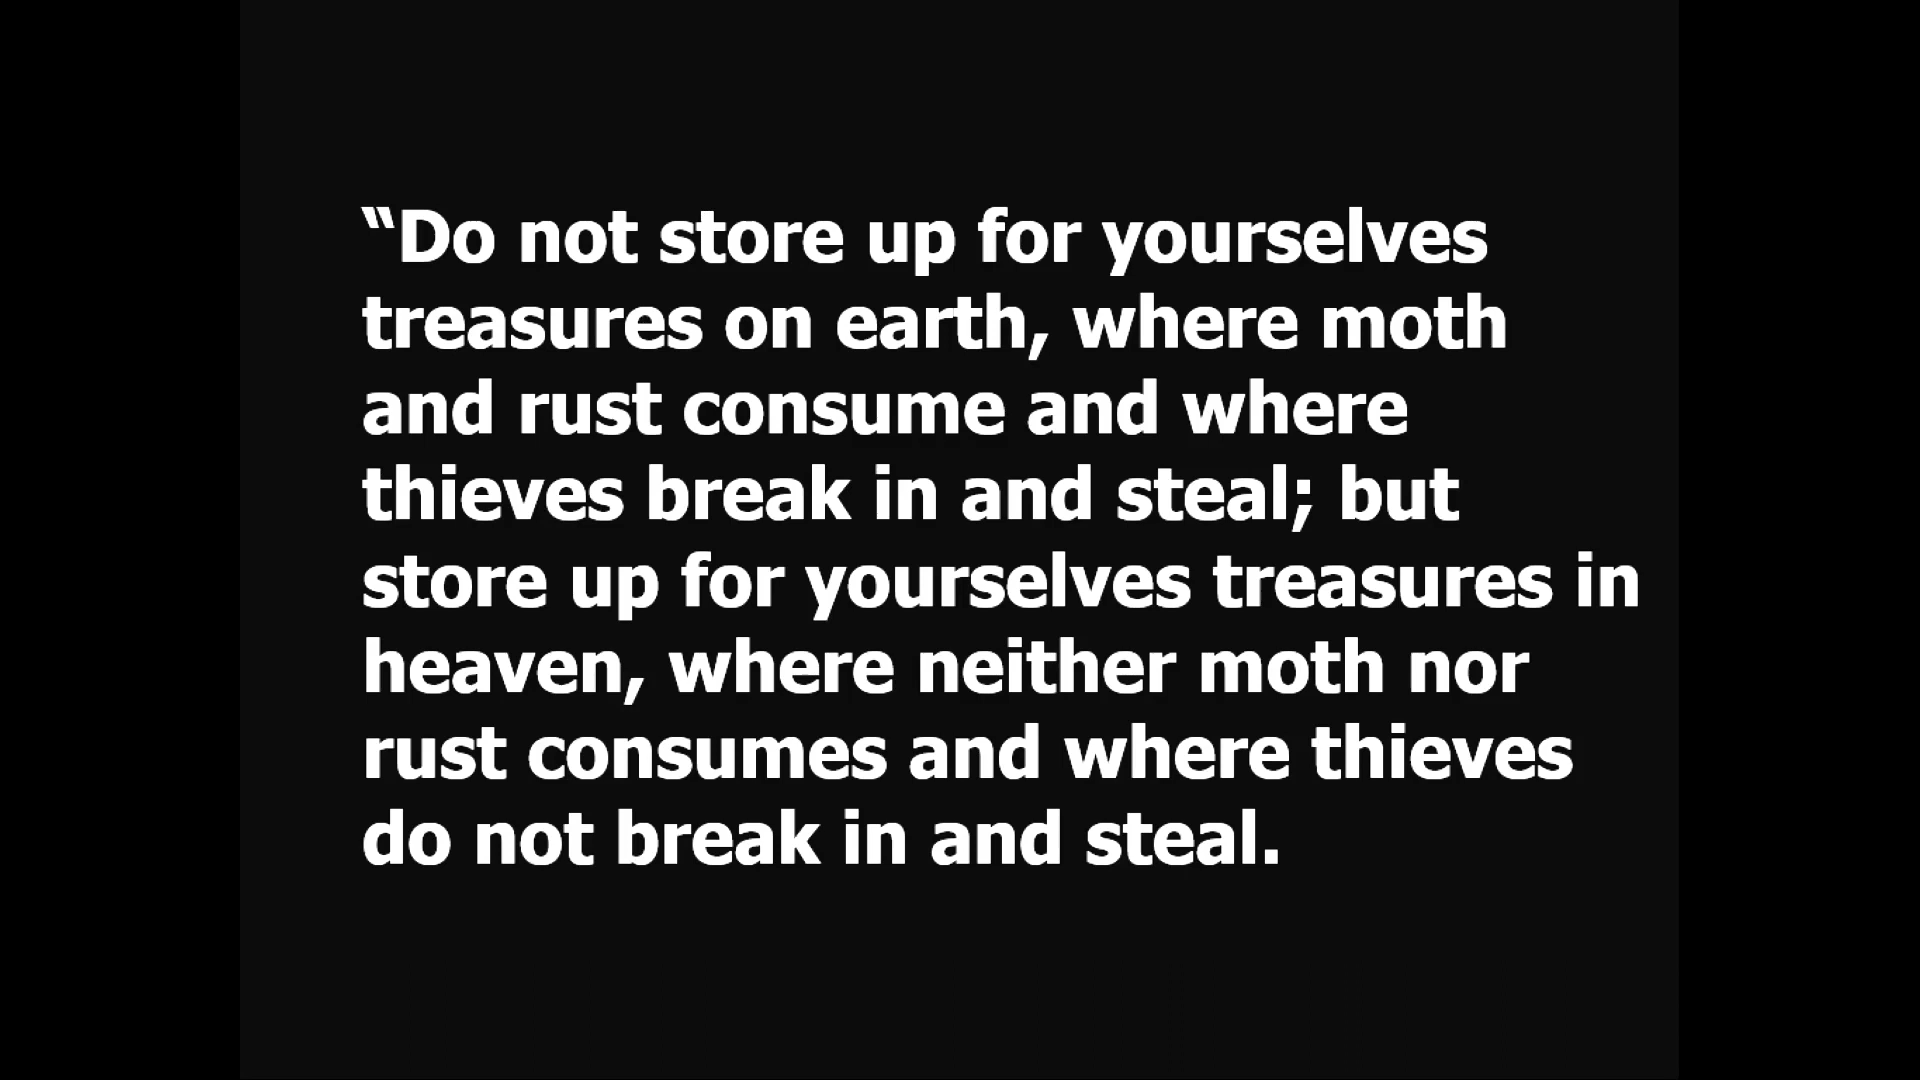 “Do not store up for yourselves
treasures on earth, where moth
and rust consume and where
thieves break in and steal; but
store up for yourselves treasures in
heaven, where neither moth nor
rust consumes and where thieves
do not break in and steal.